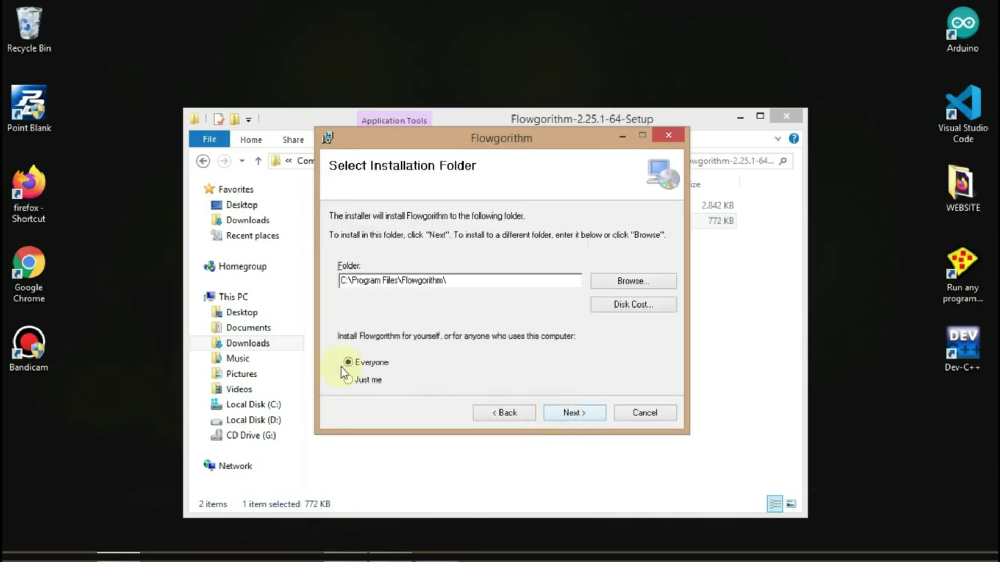 Recycle Bin
Point Blank
firefox -
Shortcut
Google
Chrome
Bandicam
Arduino
Visual Studio
Code
WEBSITE
Run any
program...
DEV
C++
Dev-C++
Application Tools
Flowgorithm-2.25.1-64-Setup
File
Home
Share
« Com
owgorithm-2.25.1-64...
Favorites
Desktop
Downloads
Recent places
Homegroup
This PC
Desktop
Documents
Downloads
Music
Pictures
Videos
Local Disk (C:)
Local Disk (D:)
CD Drive (G:)
Network
ize
2.842 KB
772 KB
2 items
1 item selected 772 KB
Flowgorithm
Select Installation Folder
The installer will install Flowgorithm to the following folder.
To install in this folder, click "Next". To install to a different folder, enter it below or click "Browse".
Folder:
C:\Program Files\Flowgorithm\
Browse...
Disk Cost...
Install Flowgorithm for yourself, or for anyone who uses this computer:
Everyone
Just me
< Back
Next >
Cancel